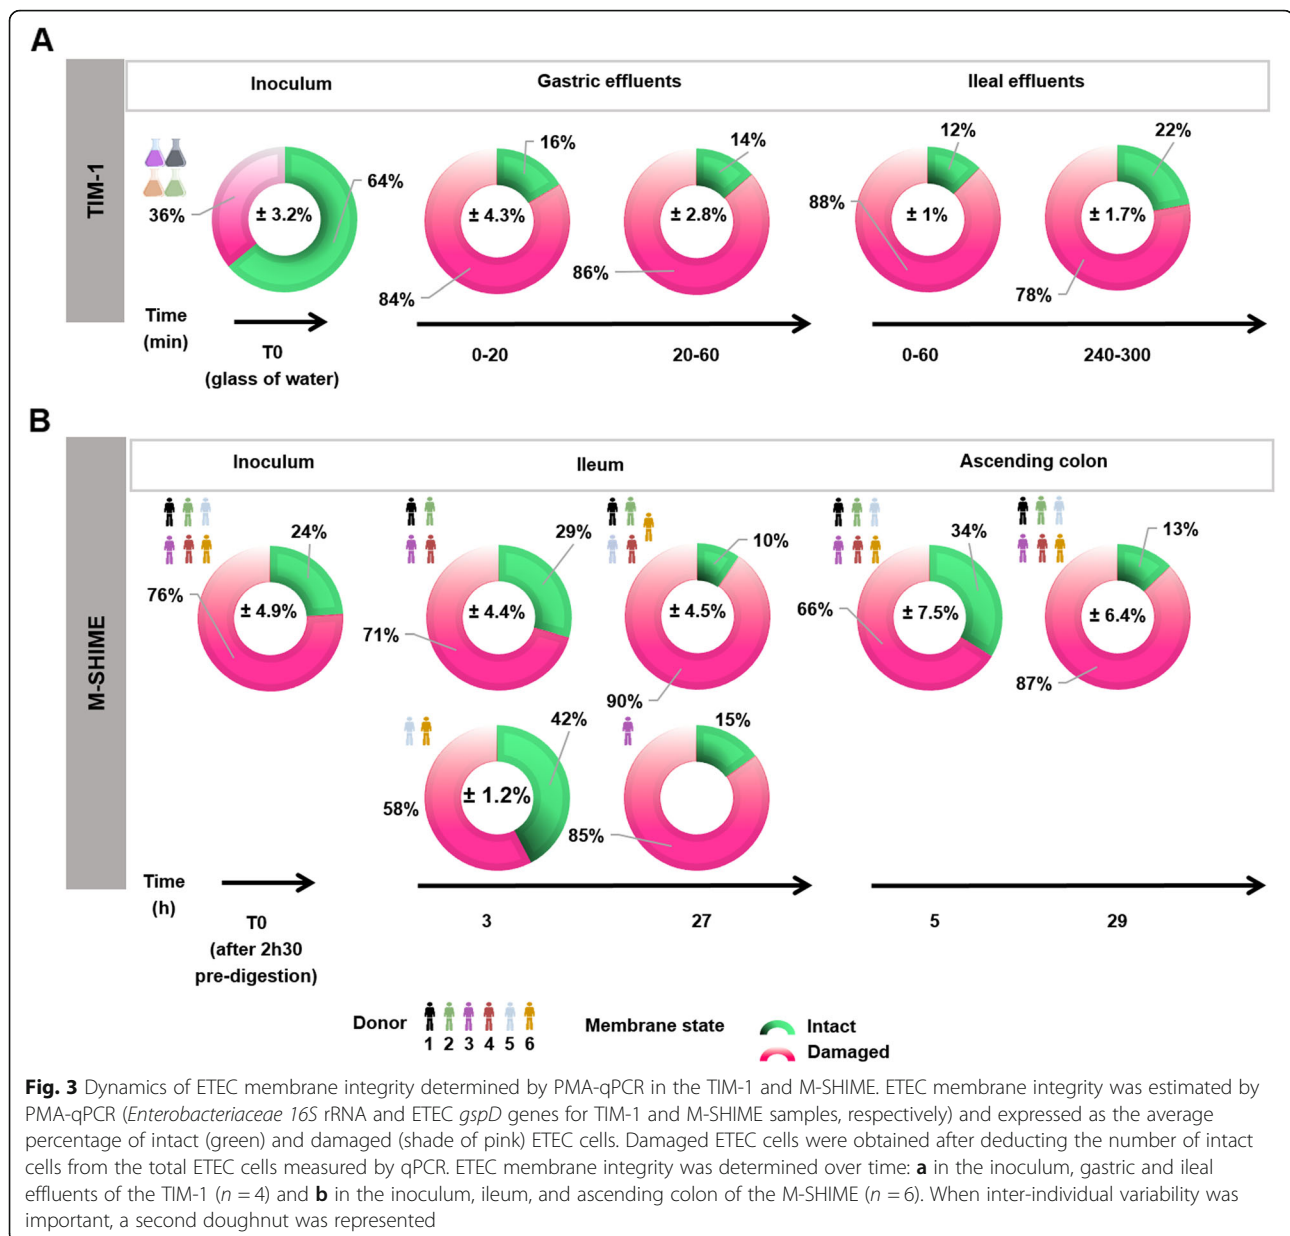 A
TIM-1
Inoculum
Gastric effluents
Ileal effluents
36%
64%
± 3.2%
16%
± 4.3%
84%
14%
± 2.8%
86%
12%
± 1%
88%
22%
± 1.7%
78%
Time
(min)
T0
(glass of water)
0-20
20-60
0-60
240-300
B
M-SHIME
Inoculum
Ileum
Ascending colon
24%
± 4.9%
76%
29%
± 4.4%
71%
10%
± 4.5%
90%
34%
± 7.5%
66%
13%
± 6.4%
87%
42%
± 1.2%
58%
15%
85%
Time
(h)
T0
(after 2h30
pre-digestion)
3
27
5
29
Donor
1 2 3 4 5 6
Membrane state
Intact
Damaged
Fig. 3 Dynamics of ETEC membrane integrity determined by PMA-qPCR in the TIM-1 and M-SHIME. ETEC membrane integrity was estimated by
PMA-qPCR (Enterobacteriaceae 16S rRNA and ETEC gspD genes for TIM-1 and M-SHIME samples, respectively) and expressed as the average
percentage of intact (green) and damaged (shade of pink) ETEC cells. Damaged ETEC cells were obtained after deducting the number of intact
cells from the total ETEC cells measured by qPCR. ETEC membrane integrity was determined over time: a in the inoculum, gastric and ileal
effluents of the TIM-1 (n = 4) and b in the inoculum, ileum, and ascending colon of the M-SHIME (n = 6). When inter-individual variability was
important, a second doughnut was represented